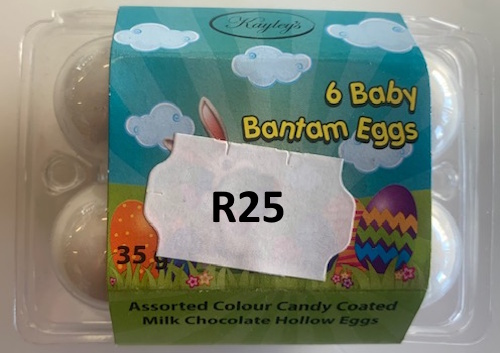 Kayley's
6 Baby
Bantam Eggs
R25
35 g
Assorted Colour Candy Coated
Milk Chocolate Hollow Eggs